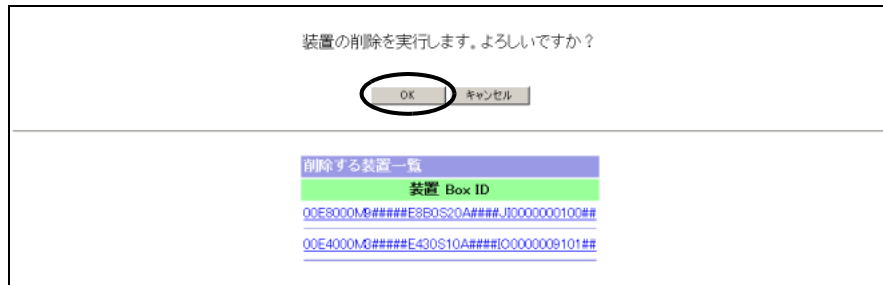 装置の削除を実行します。よろしいですか？
OK キャンセル
削除する装置一覧
装置 Box ID
00E8000M9#####E8B0S20A####JI0000000100##
00E4000M3#####E430S10A####IO0000009101##